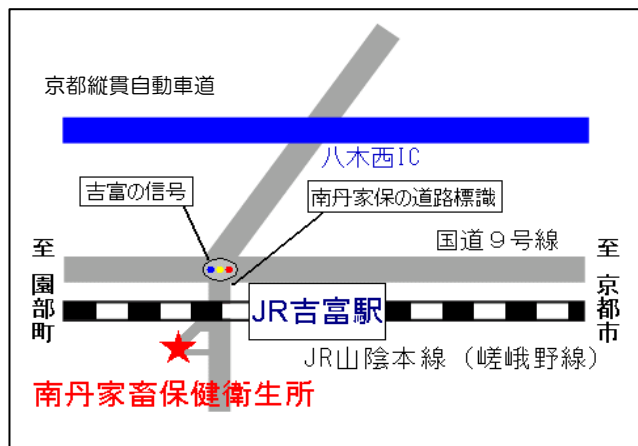 京都縦貫自動車道
八木西IC
吉富の信号
南丹家保の道路標識
国道９号線
至園部町
至京都市
JR吉富駅
JR山陰本線（嵯峨野線）
南丹家畜保健衛生所